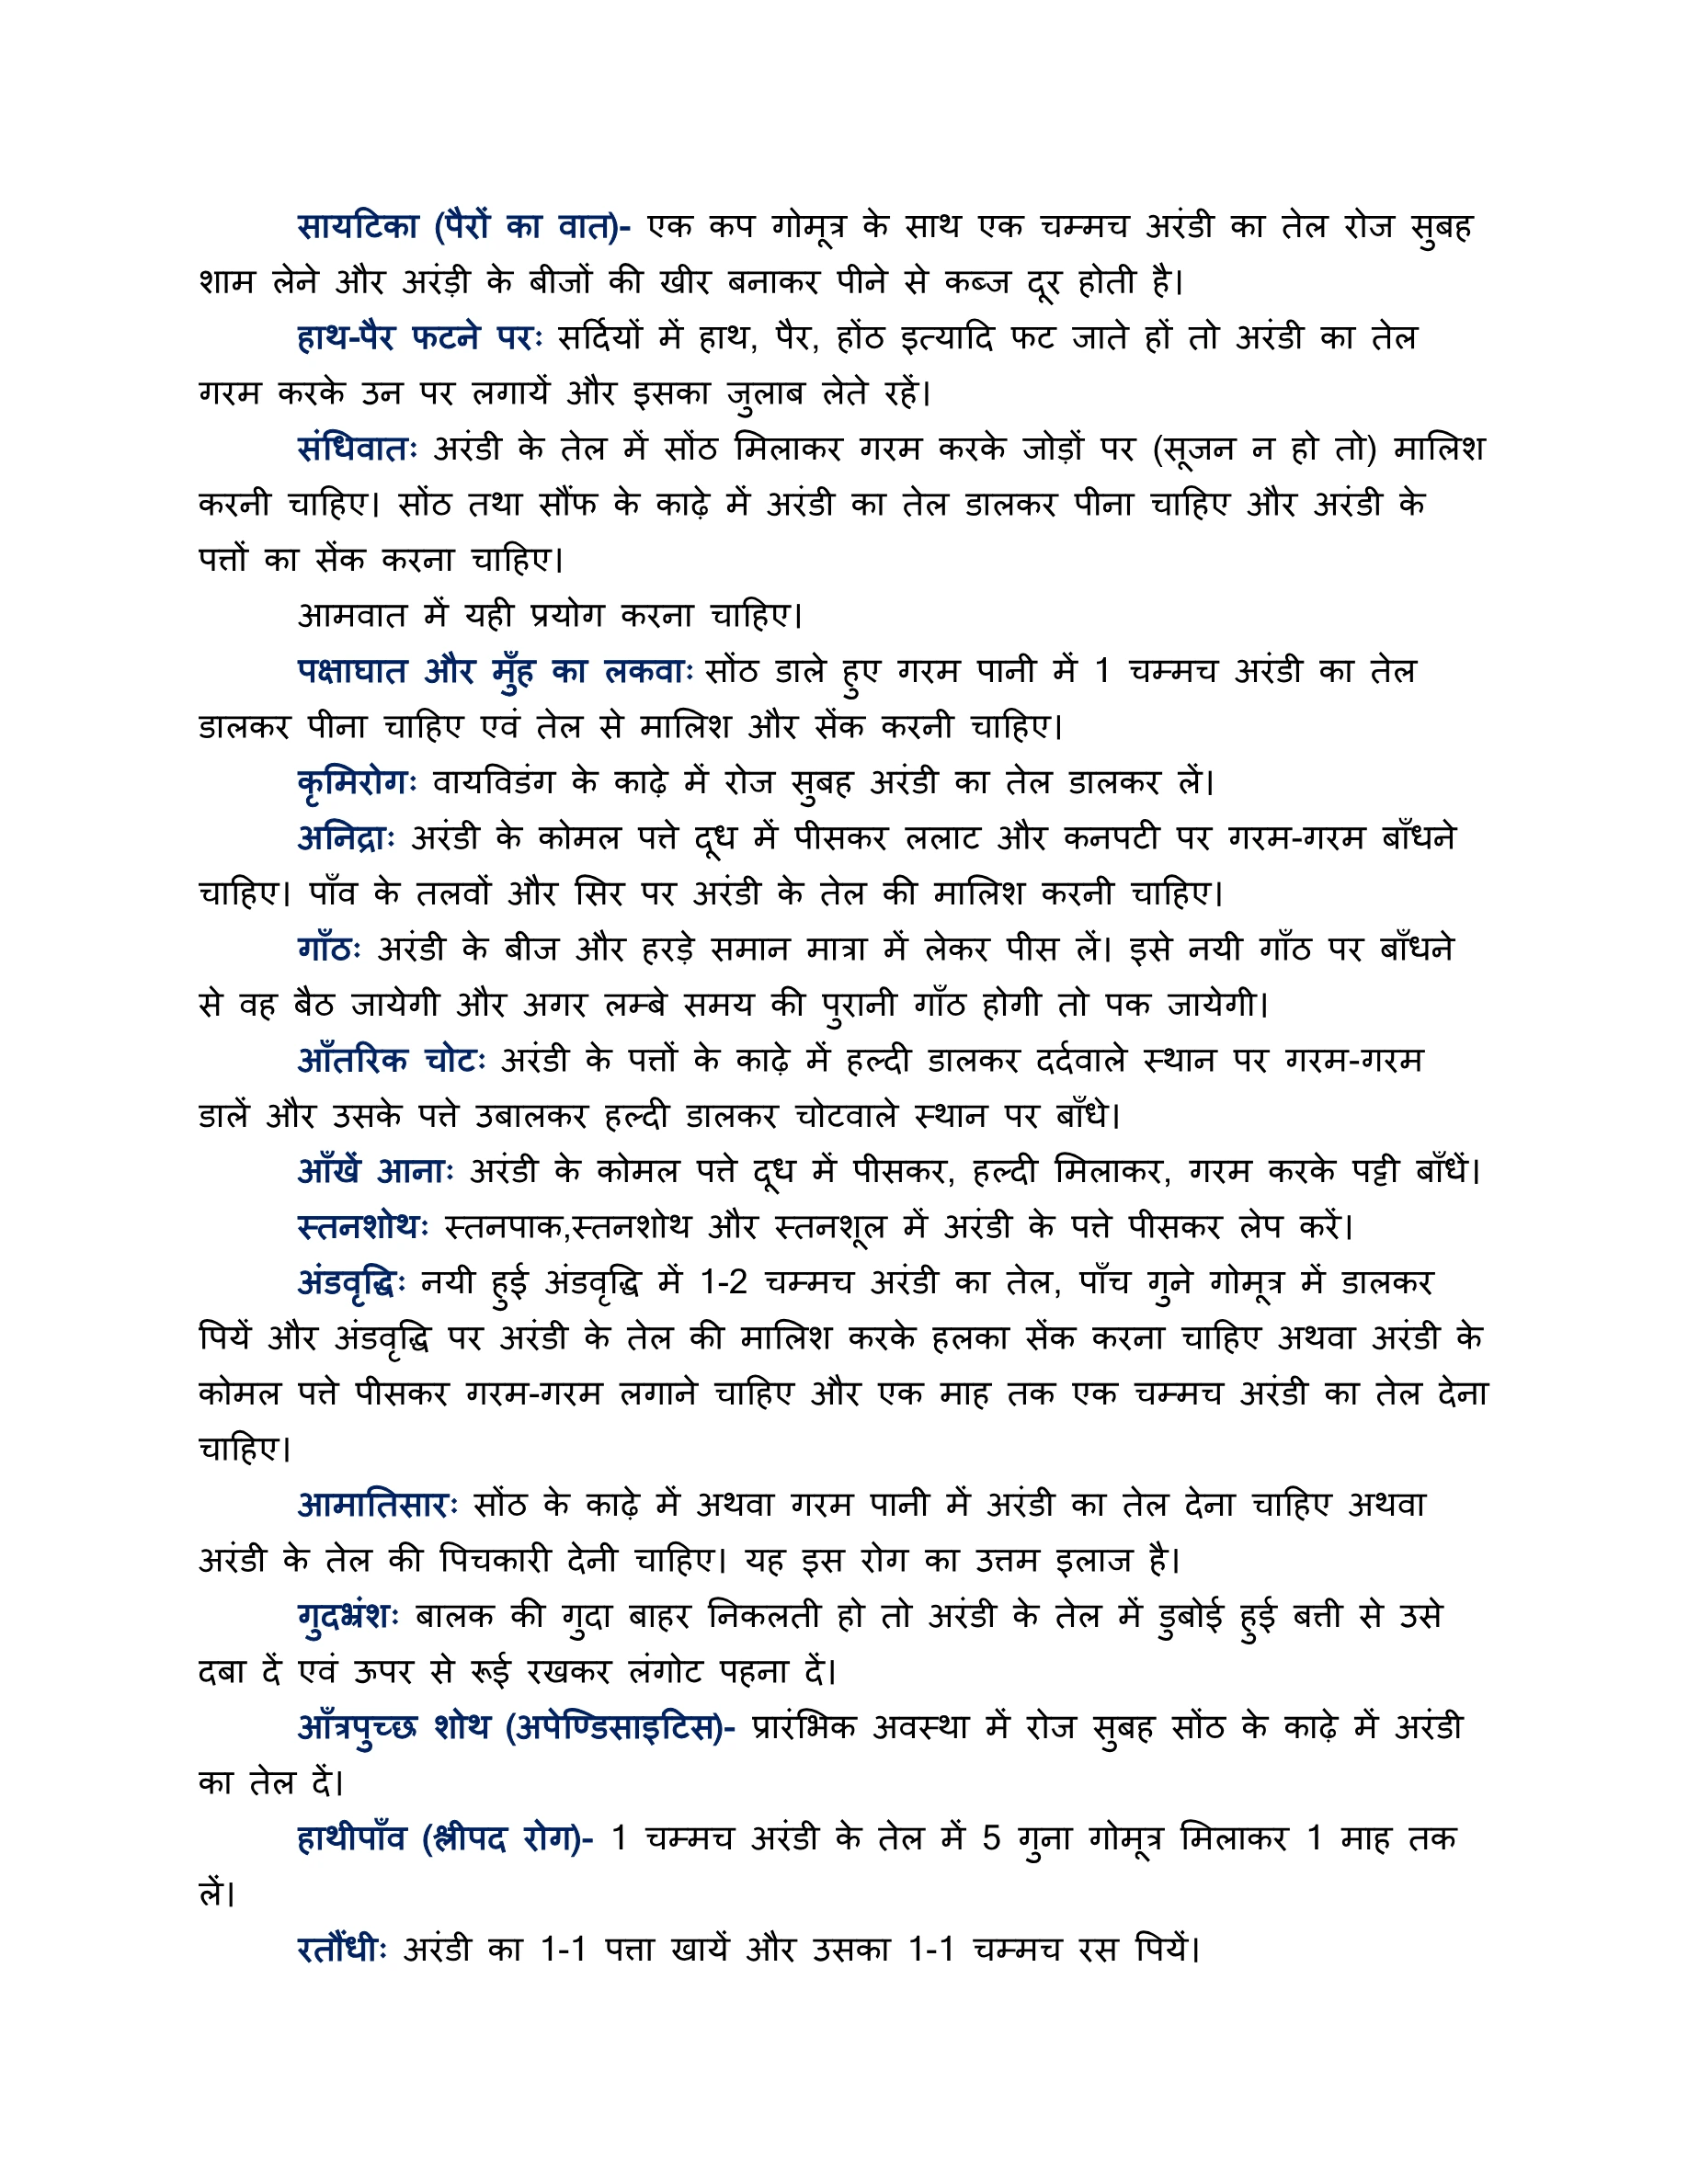 सायटिका (पैरों का वात)- एक कप गोमूत्र के साथ एक चम्मच अरंडी का तेल रोज सुबह
शाम लेने और अरंड़ी के बीजों की खीर बनाकर पीने से कब्ज दूर होती है।
हाथ-पैर फटने परः सर्दियों में हाथ, पैर, होंठ इत्यादि फट जाते हों तो अरंडी का तेल
गरम करके उन पर लगायें और इसका जुलाब लेते रहें।
संधिवातः अरंडी के तेल में सोंठ मिलाकर गरम करके जोड़ों पर (सूजन न हो तो) मालिश
करनी चाहिए। सोंठ तथा सौंफ के काढ़े में अरंडी का तेल डालकर पीना चाहिए और अरंडी के
पत्तों का सेंक करना चाहिए।
आमवात में यही प्रयोग करना चाहिए।
पक्षाघात और मुँह का लकवाः सोंठ डाले हुए गरम पानी में 1 चम्मच अरंडी का तेल
डालकर पीना चाहिए एवं तेल से मालिश और सेंक करनी चाहिए।
कृमिरोगः वायविडंग के काढ़े में रोज सुबह अरंडी का तेल डालकर लें।
अनिद्राः अरंडी के कोमल पत्ते दूध में पीसकर ललाट और कनपटी पर गरम-गरम बाँधने
चाहिए। पाँव के तलवों और सिर पर अरंडी के तेल की मालिश करनी चाहिए।
गाँठः अरंडी के बीज और हरड़े समान मात्रा में लेकर पीस लें। इसे नयी गाँठ पर बाँधने
से वह बैठ जायेगी और अगर लम्बे समय की पुरानी गाँठ होगी तो पक जायेगी।
आँतरिक चोटः अरंडी के पत्तों के काढ़े में हल्दी डालकर दर्दवाले स्थान पर गरम-गरम
डालें और उसके पत्ते उबालकर हल्दी डालकर चोटवाले स्थान पर बाँधे।
आँखें आनाः अरंडी के कोमल पत्ते दूध में पीसकर, हल्दी मिलाकर, गरम करके पट्टी बाँधें।
स्तनशोथः स्तनपाक,स्तनशोथ और स्तनशूल में अरंडी के पत्ते पीसकर लेप करें।
अंडवृद्धिः नयी हुई अंडवृद्धि में 1-2 चम्मच अरंडी का तेल, पाँच गुने गोमूत्र में डालकर
पियें और अंडवृद्धि पर अरंडी के तेल की मालिश करके हलका सेंक करना चाहिए अथवा अरंडी के
कोमल पत्ते पीसकर गरम-गरम लगाने चाहिए और एक माह तक एक चम्मच अरंडी का तेल देना
चाहिए।
आमातिसारः सोंठ के काढ़े में अथवा गरम पानी में अरंडी का तेल देना चाहिए अथवा
अरंडी के तेल की पिचकारी देनी चाहिए। यह इस रोग का उत्तम इलाज है।
गुदभ्रंशः बालक की गुदा बाहर निकलती हो तो अरंडी के तेल में डुबोई हुई बत्ती से उसे
दबा दें एवं ऊपर से रूई रखकर लंगोट पहना दें।
आँत्रपुच्छ शोथ (अपेण्डिसाइटिस)- प्रारंभिक अवस्था में रोज सुबह सोंठ के काढ़े में अरंडी
का तेल दें।
हाथीपाँव (श्लीपद रोग)- 1 चम्मच अरंडी के तेल में 5 गुना गोमूत्र मिलाकर 1 माह तक
लें।
रतौंधीः अरंडी का 1-1 पत्ता खायें और उसका 1-1 चम्मच रस पियें।